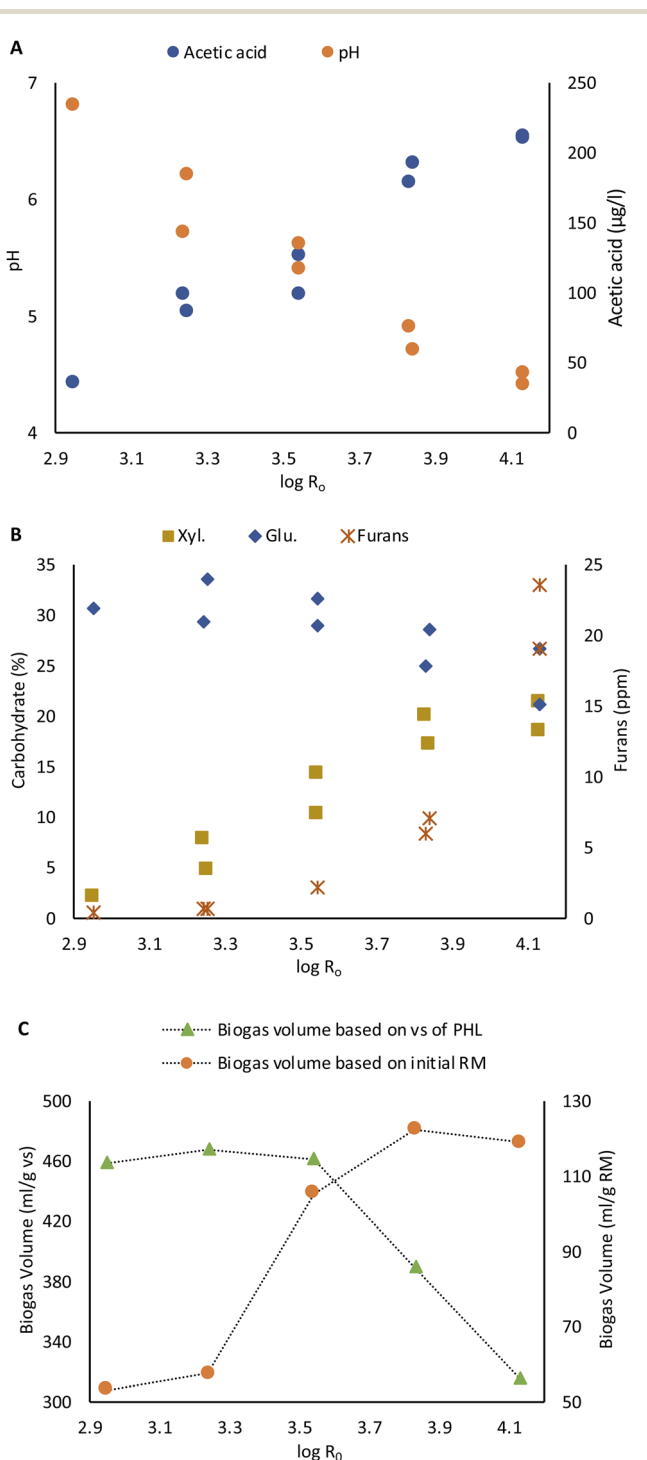 A
Acetic acid pH
7 250
200
6
150
pH
Acetic acid (µg/l)
5 100
50
4 0
2.9 3.1 3.3 3.5 3.7 3.9 4.1
log Ro
B
Xyl. Glu. Furans
35 25
30
20
25
Carbohydrate (%)
20 15
Furans (ppm)
15
10
10
5
5
0 0
2.9 3.1 3.3 3.5 3.7 3.9 4.1
log Ro
C
Biogas volume based on vs of PHL
Biogas volume based on initial RM
500 130
460
110
420
Biogas Volume (ml/g vs)
90
Biogas Volume (ml/g RM)
380
340
70
300 50
2.9 3.1 3.3 3.5 3.7 3.9 4.1
log R0